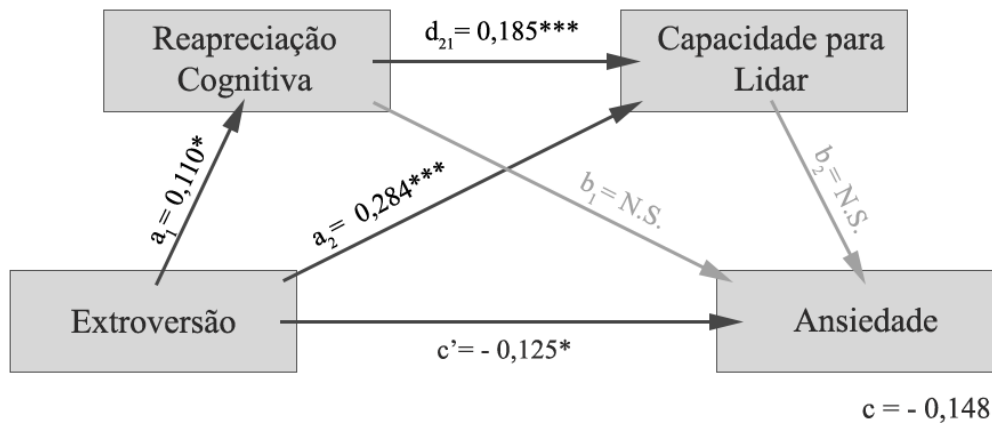 Reapreciação
Cognitiva
d21= 0,185***
Capacidade para
Lidar
a1= 0,110*
a2= 0,284***
b1= N.S.
b2= N.S.
Extroversão
c’= - 0,125*
Ansiedade
c = - 0,148